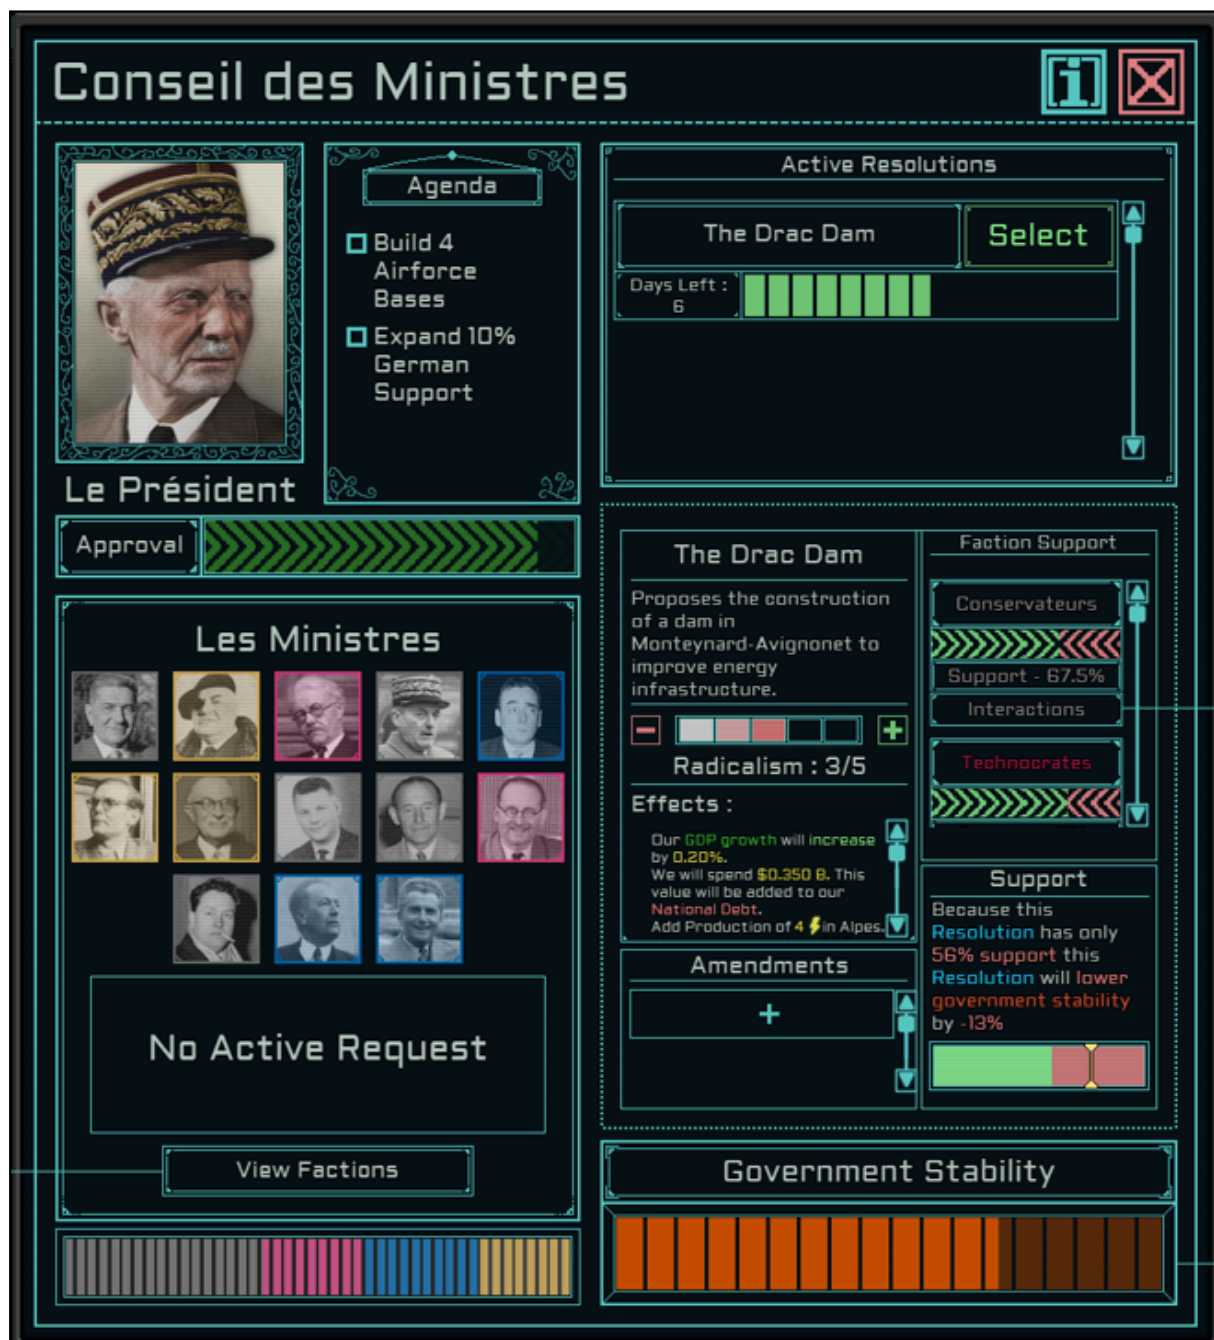 Conseil des Ministres
Agenda
Build 4
Airforce
Bases
Expand 10%
German
Support
Le Président
Approval
Les Ministres
No Active Request
View Factions
Active Resolutions
The Drac Dam
Select
Days Left :
6
The Drac Dam
Proposes the construction
of a dam in
Monteynard-Avignonet to
improve energy
infrastructure.
Radicalism : 3/5
Effects :
Our GDP growth will increase
by 0.20%.
We will spend $0.350 B. This
value will be added to our
National Debt.
Add Production of 4 in Alpes.
Amendments
+
Faction Support
Conservateurs
Support - 67.5%
Interactions
Technocrates
Support
Because this
Resolution has only
56% support this
Resolution will lower
government stability
by -13%
Government Stability